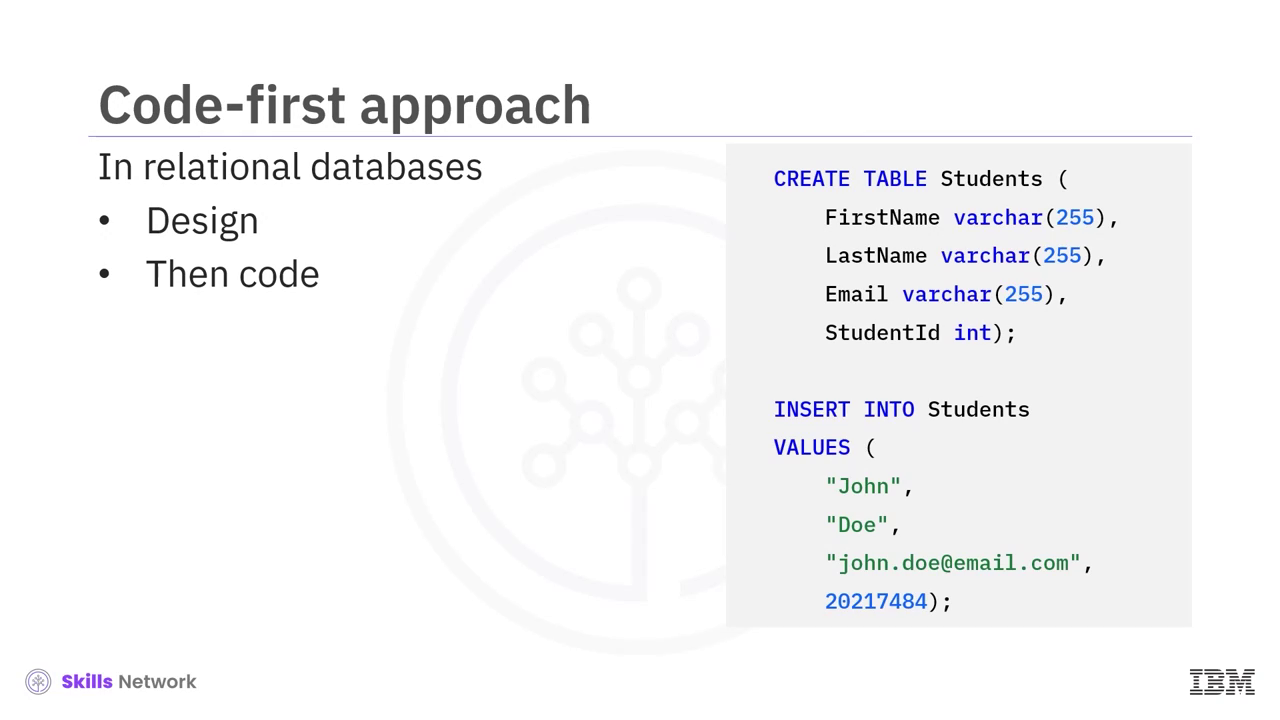 Code-first approach
In relational databases
• Design
• Then code
CREATE TABLE Students (
FirstName varchar(255),
LastName varchar(255),
Email varchar(255),
StudentId int);
INSERT INTO Students
VALUES (
"John",
"Doe",
"john.doe@email.com",
20217484);
Skills Network
IBM